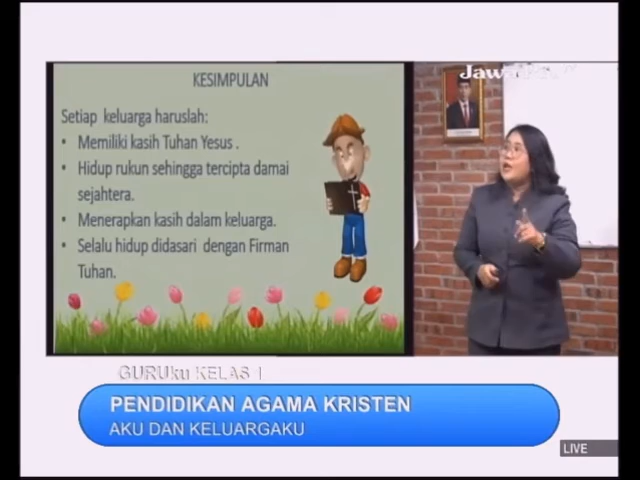 KESIMPULAN
Setiap keluarga haruslah:
• Memiliki kasih Tuhan Yesus .
• Hidup rukun sehingga tercipta damai
sejahtera.
• Menerapkan kasih dalam keluarga.
• Selalu hidup didasari dengan Firman
Tuhan.
GURUku KELAS 1
PENDIDIKAN AGAMA KRISTEN
AKU DAN KELUARGAKU
LIVE